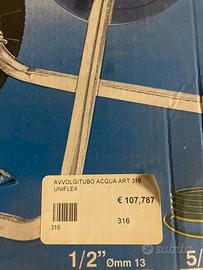 AVVOLGITUBO ACQUA ART 316
UNIFLEX
€ 107,787
316
316
1/2" Ømm 13
5/
subito